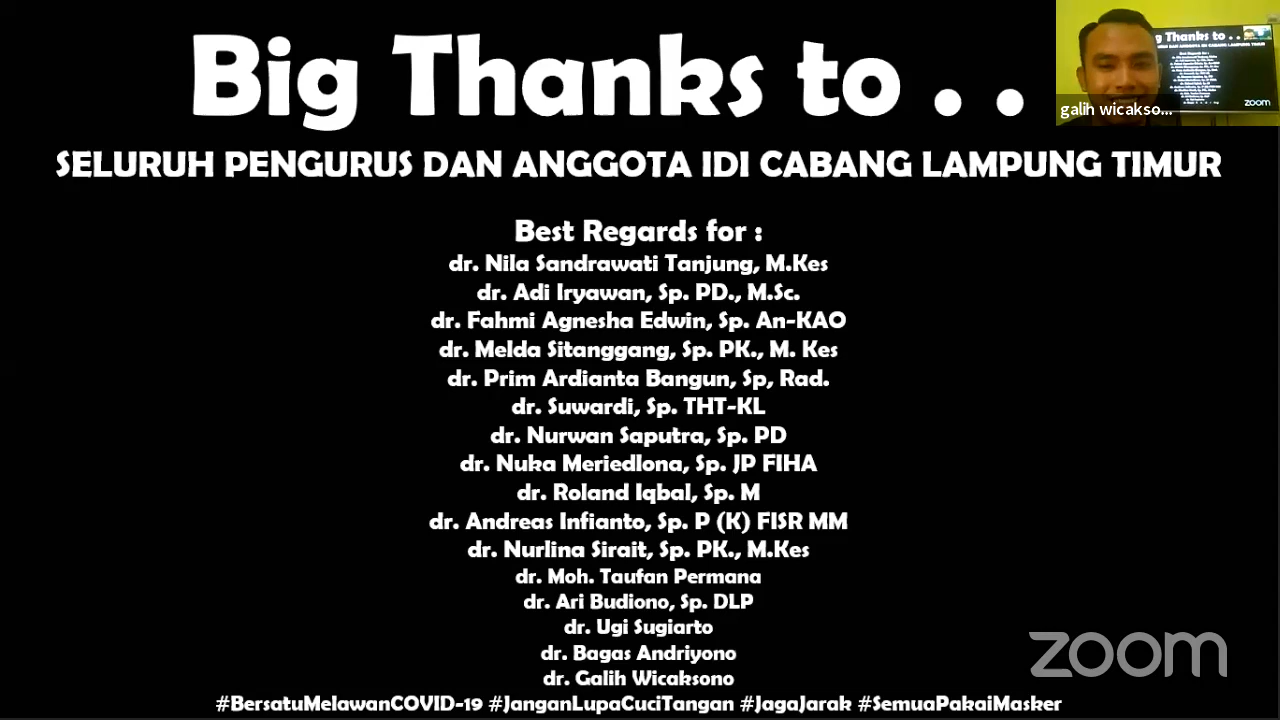 Big Thanks to . .
SELURUH PENGURUS DAN ANGGOTA IDI CABANG LAMPUNG TIMUR
Best Regards for :
dr. Nila Sandrawati Tanjung, M.Kes
dr. Adi Iryawan, Sp. PD., M.Sc.
dr. Fahmi Agnesha Edwin, Sp. An-KAO
dr. Melda Sitanggang, Sp. PK., M. Kes
dr. Prim Ardianta Bangun, Sp, Rad.
dr. Suwardi, Sp. THT-KL
dr. Nurwan Saputra, Sp. PD
dr. Nuka Meriedlona, Sp. JP FIHA
dr. Roland Iqbal, Sp. M
dr. Andreas Infianto, Sp. P (K) FISR MM
dr. Nurlina Sirait, Sp. PK., M.Kes
dr. Moh. Taufan Permana
dr. Ari Budiono, Sp. DLP
dr. Ugi Sugiarto
dr. Bagas Andriyono
dr. Galih Wicaksono
#BersatuMelawanCOVID-19 #JanganLupaCuciTangan #JagaJarak #SemuaPakaiMasker
galih wicakso...
g Thanks to . .
zoom
zoom